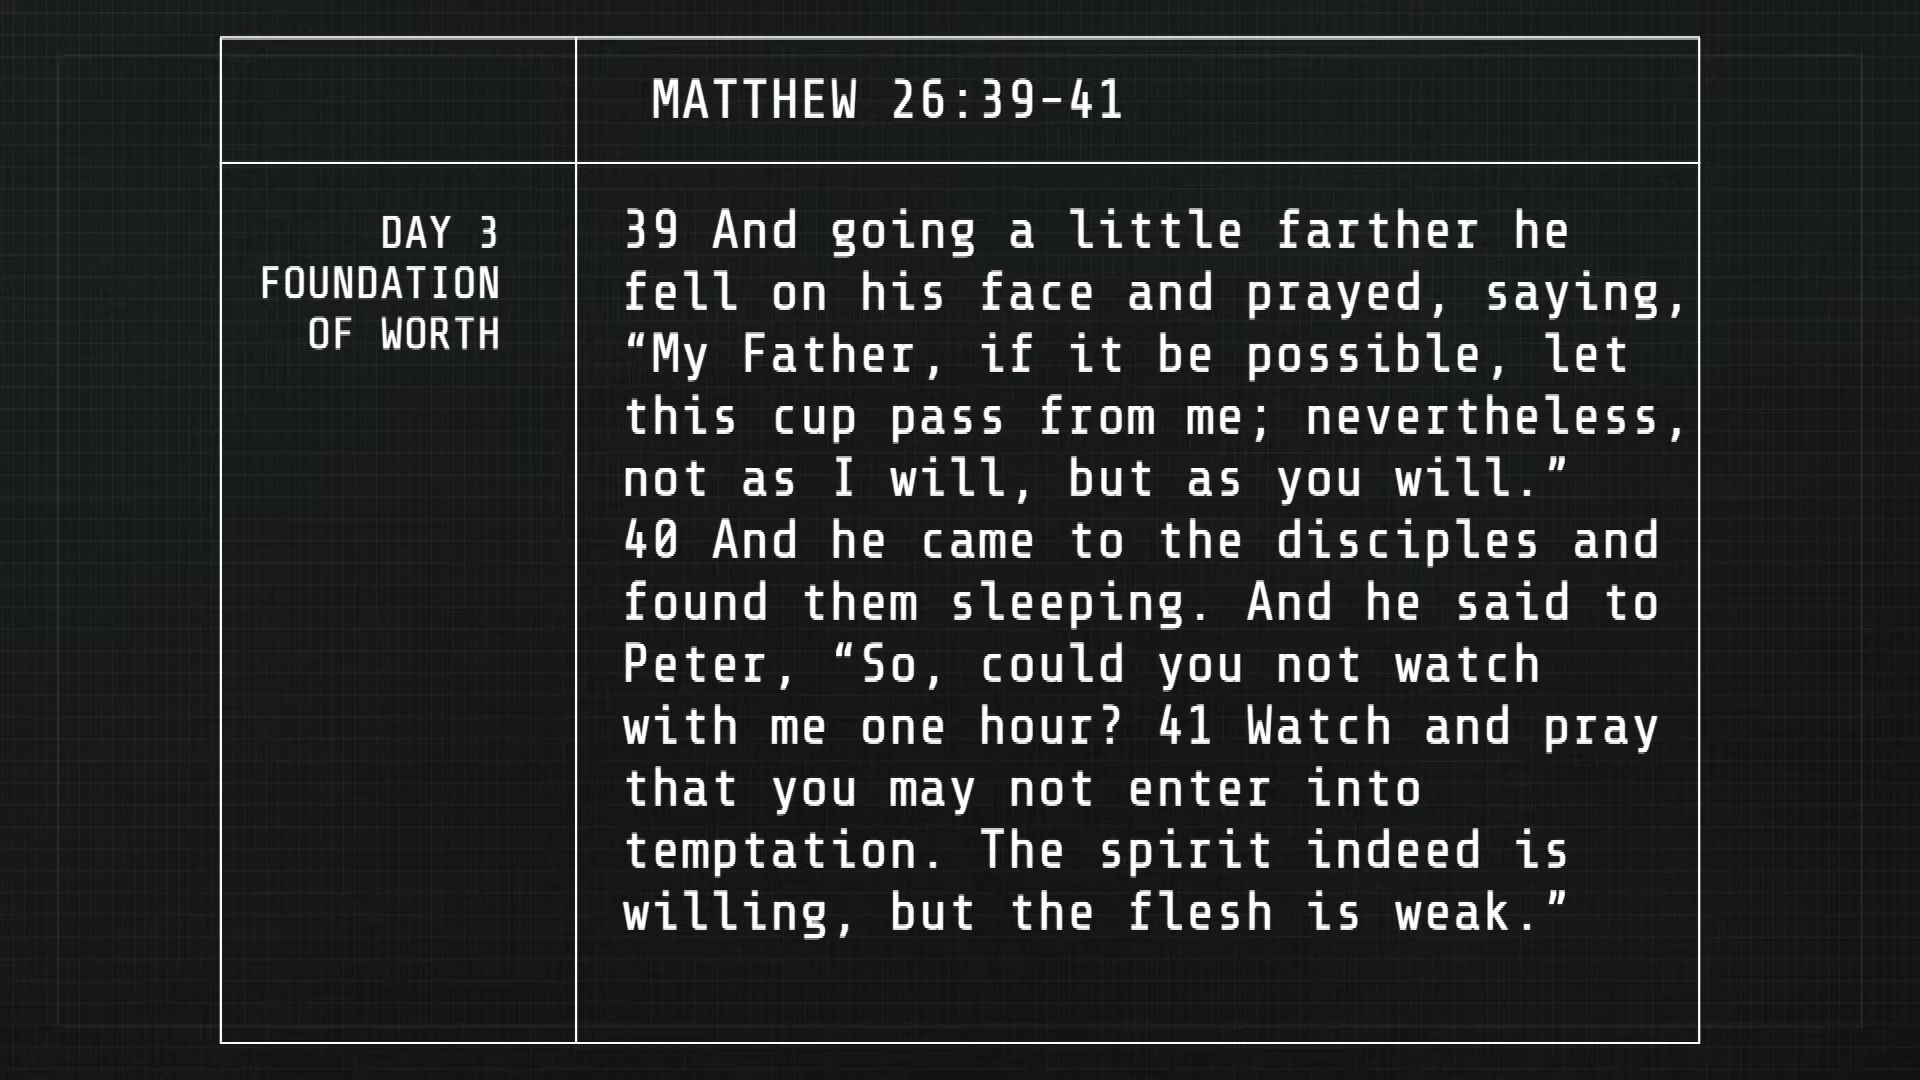 MATTHEW 26:39-41
DAY 3
FOUNDATION
OF WORTH
39 And going a little farther he
fell on his face and prayed, saying,
“My Father, if it be possible, let
this cup pass from me; nevertheless,
not as I will, but as you will.”
40 And he came to the disciples and
found them sleeping. And he said to
Peter, “So, could you not watch
with me one hour? 41 Watch and pray
that you may not enter into
temptation. The spirit indeed is
willing, but the flesh is weak.”